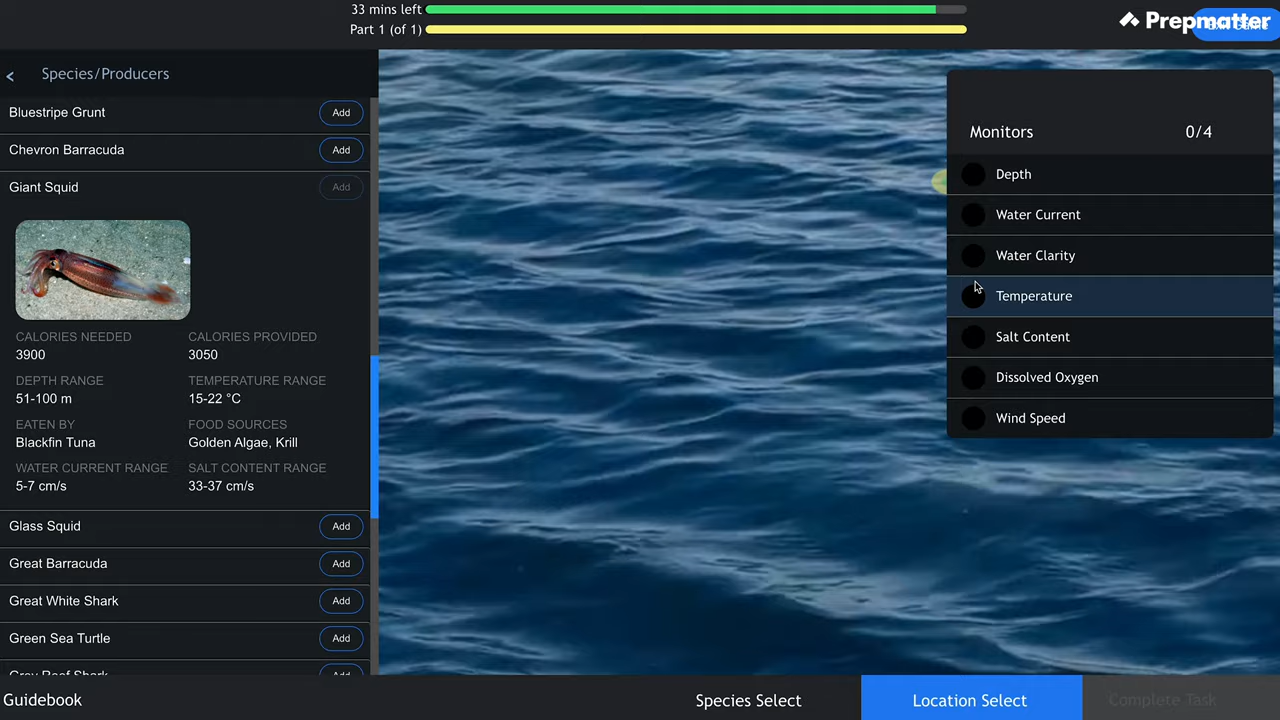 33 mins left
Part 1 (of 1)
Prepmatter
< Species/Producers
Bluestripe Grunt Add
Chevron Barracuda Add
Giant Squid Add
CALORIES NEEDED CALORIES PROVIDED
3900 3050
DEPTH RANGE TEMPERATURE RANGE
51-100 m 15-22 °C
EATEN BY FOOD SOURCES
Blackfin Tuna Golden Algae, Krill
WATER CURRENT RANGE SALT CONTENT RANGE
5-7 cm/s 33-37 cm/s
Glass Squid Add
Great Barracuda Add
Great White Shark Add
Green Sea Turtle Add
Grey Reef Shark Add
Monitors 0/4
Depth
Water Current
Water Clarity
Temperature
Salt Content
Dissolved Oxygen
Wind Speed
Guidebook
Species Select
Location Select
Complete Task